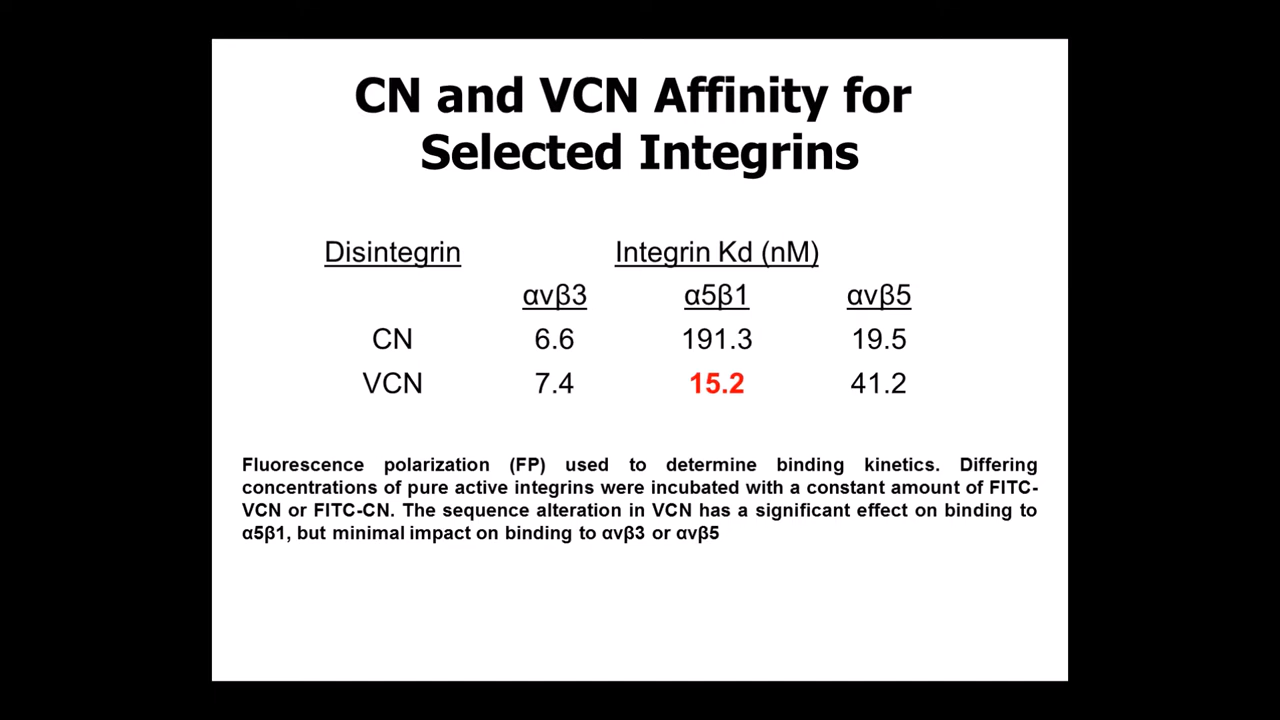 CN and VCN Affinity for
Selected Integrins
Disintegrin Integrin Kd (nM)
αvβ3 α5β1 αvβ5
CN 6.6 191.3 19.5
VCN 7.4 15.2 41.2
Fluorescence polarization (FP) used to determine binding kinetics. Differing
concentrations of pure active integrins were incubated with a constant amount of FITC-
VCN or FITC-CN. The sequence alteration in VCN has a significant effect on binding to
α5β1, but minimal impact on binding to αvβ3 or αvβ5